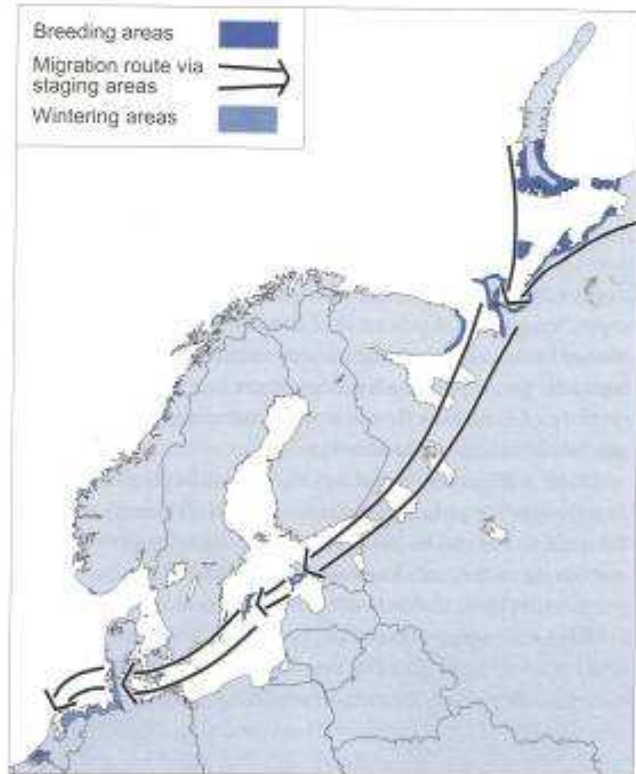 Breeding areas
Migration route via
staging areas
Wintering areas